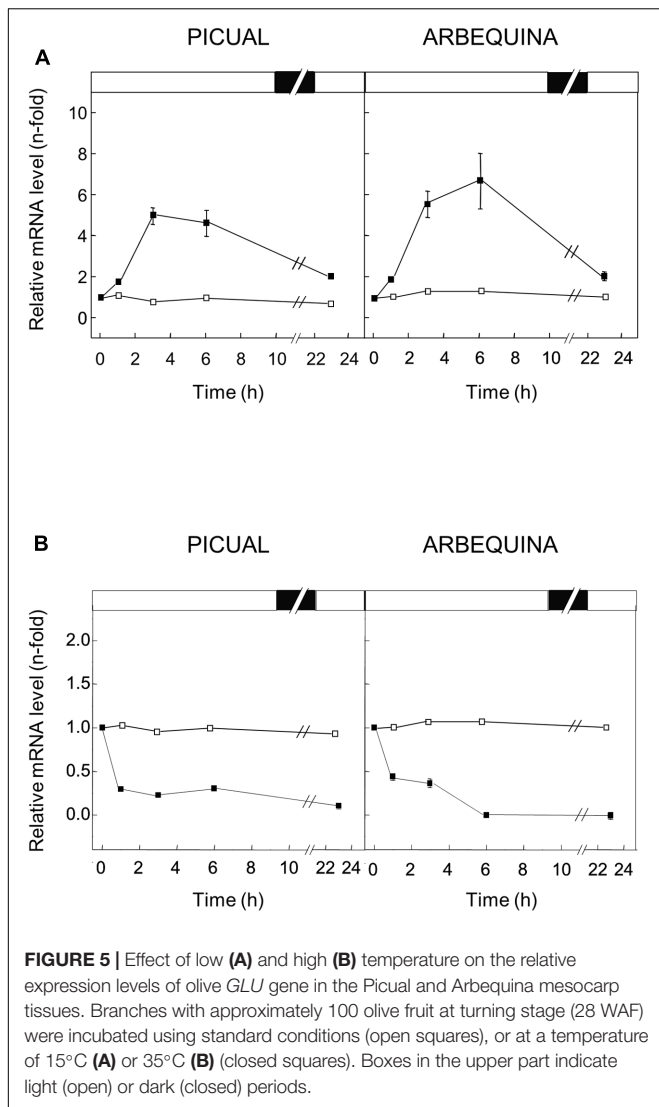 PICUAL ARBEQUINA
A
Relative mRNA level (n-fold)
10
8
6
4
2
0
0 2 4 6 8 10 22 24 0 2 4 6 8 10 22 24
Time (h) Time (h)
B
PICUAL ARBEQUINA
Relative mRNA level (n-fold)
2.0
1.5
1.0
0.5
0.0
0 2 4 6 8 10 22 24 0 2 4 6 8 10 22 24
Time (h) Time (h)
FIGURE 5 | Effect of low (A) and high (B) temperature on the relative
expression levels of olive GLU gene in the Picual and Arbequina mesocarp
tissues. Branches with approximately 100 olive fruit at turning stage (28 WAF)
were incubated using standard conditions (open squares), or at a temperature
of 15°C (A) or 35°C (B) (closed squares). Boxes in the upper part indicate
light (open) or dark (closed) periods.